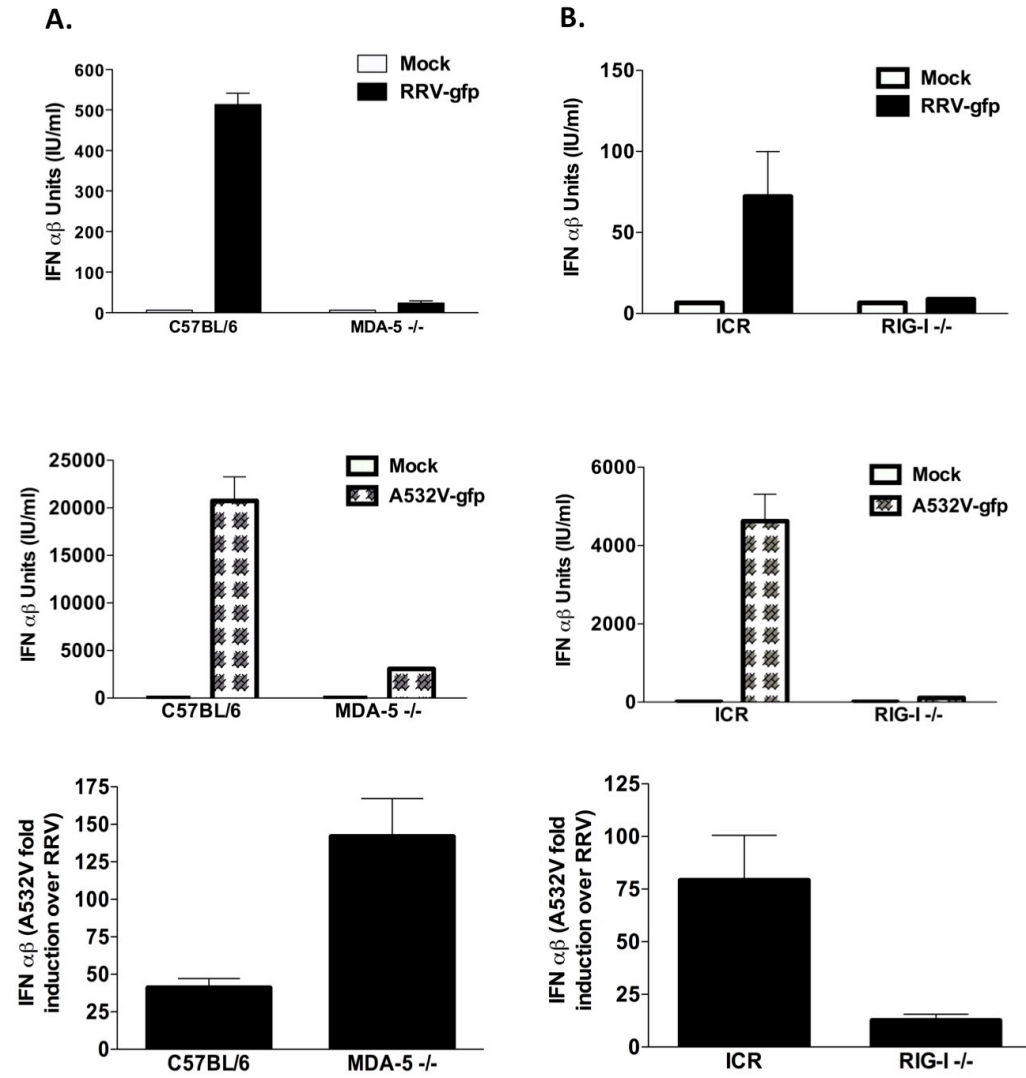 A.
Mock
RRV-gfp
IFN αβ Units (IU/ml)
600
500
400
300
200
100
0
C57BL/6
MDA-5 -/-
B.
Mock
RRV-gfp
IFN αβ Units (IU/ml)
150
100
50
0
ICR
RIG-I -/-
Mock
A532V-gfp
IFN αβ Units (IU/ml)
25000
20000
15000
10000
5000
0
C57BL/6
MDA-5 -/-
Mock
A532V-gfp
IFN αβ Units (IU/ml)
6000
4000
2000
0
ICR
RIG-I -/-
IFN αβ (A532V fold
induction over RRV)
175
150
125
100
75
50
25
0
C57BL/6
MDA-5 -/-
IFN αβ (A532V fold
induction over RRV)
125
100
75
50
25
0
ICR
RIG-I -/-